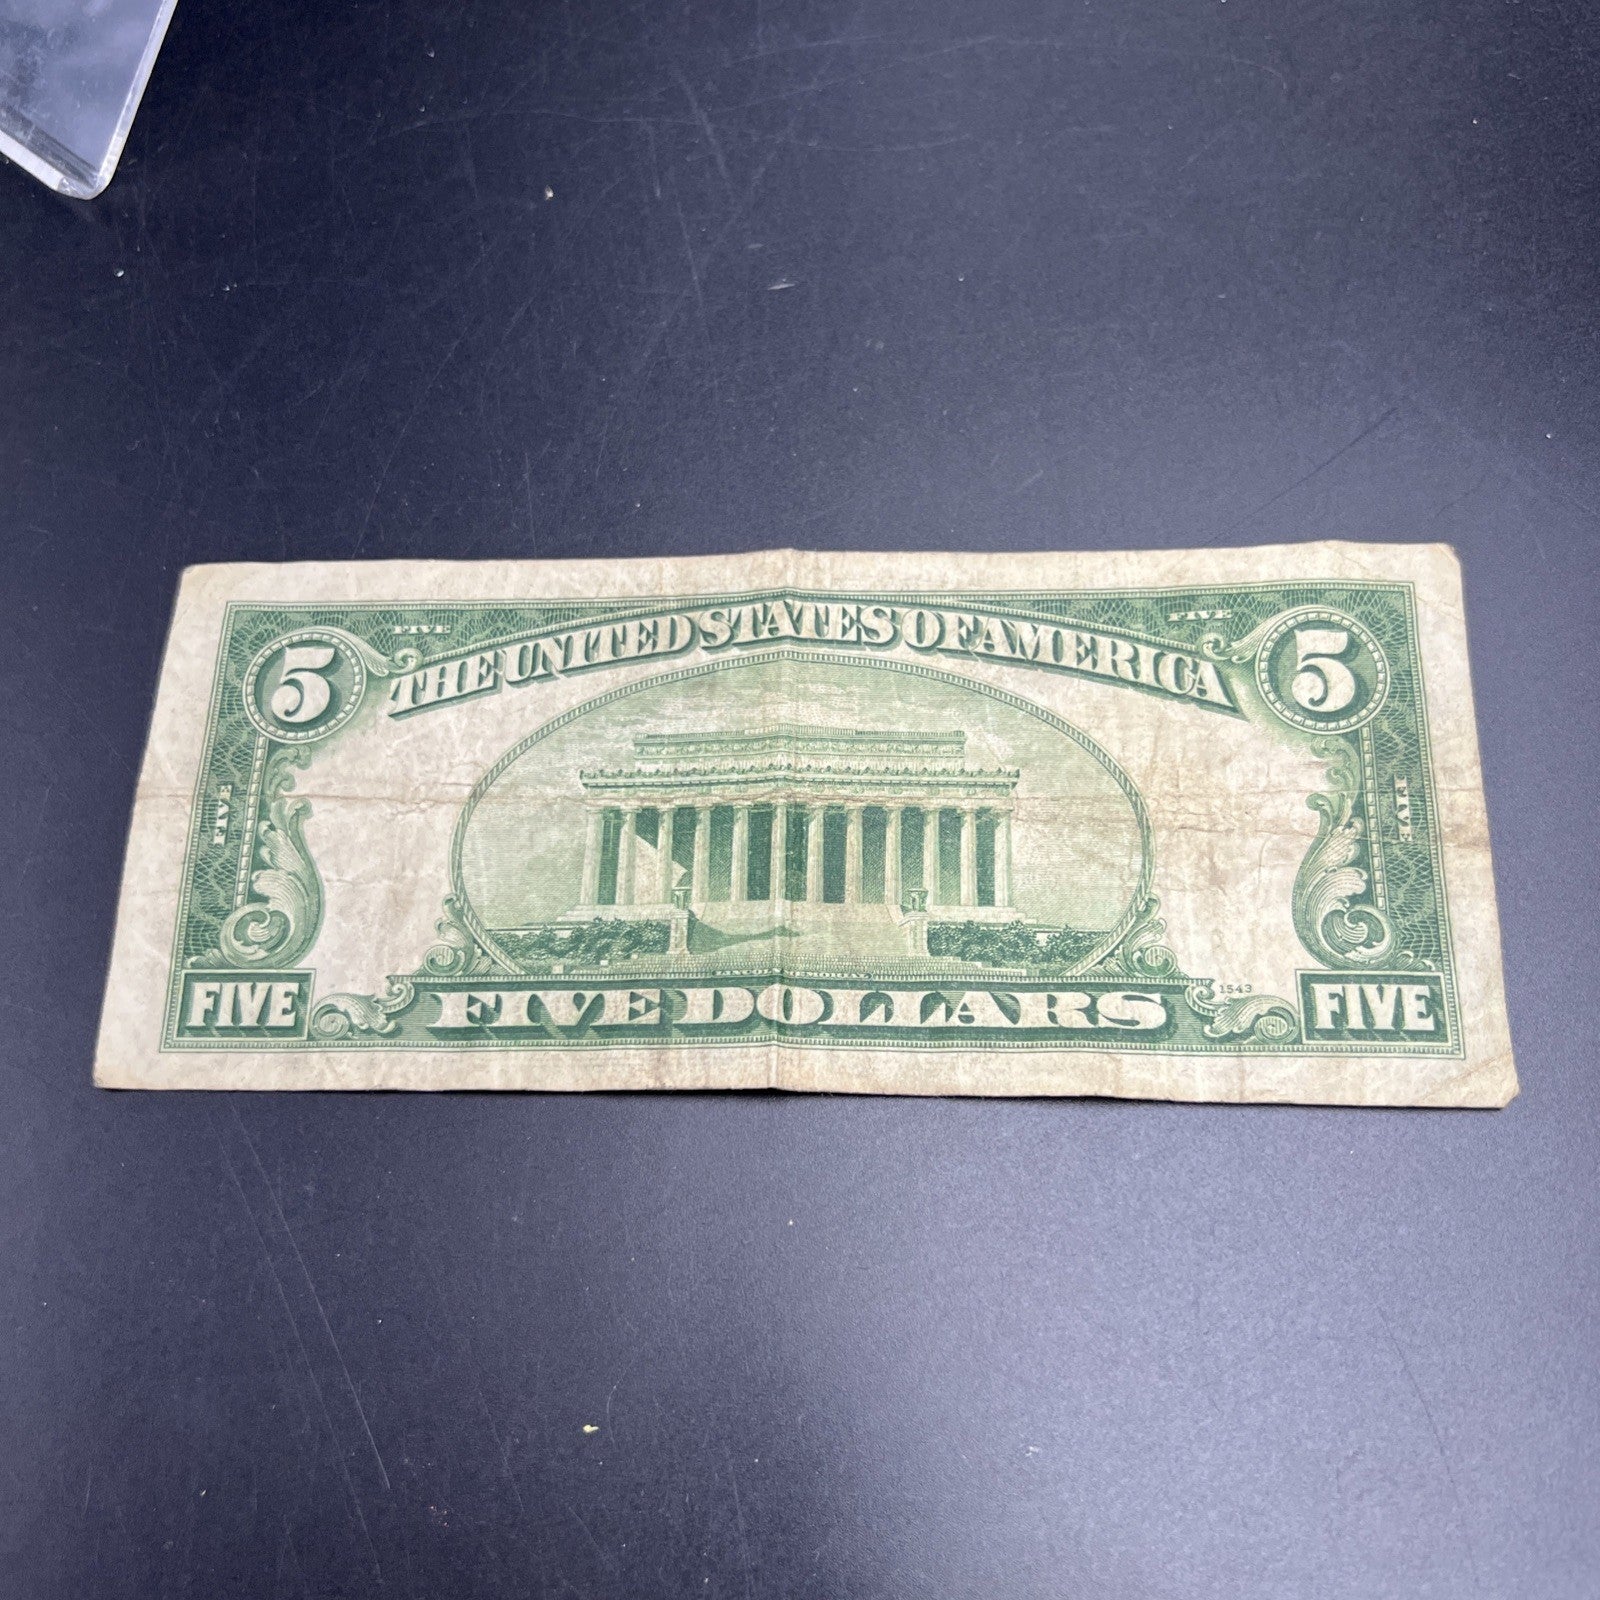 FIVE FIVE
5 THE UNITED STATES OF AMERICA 5
FIVE FIVE
LINCOLN MEMORIAL
FIVE FIVE DOLLARS 1543 FIVE